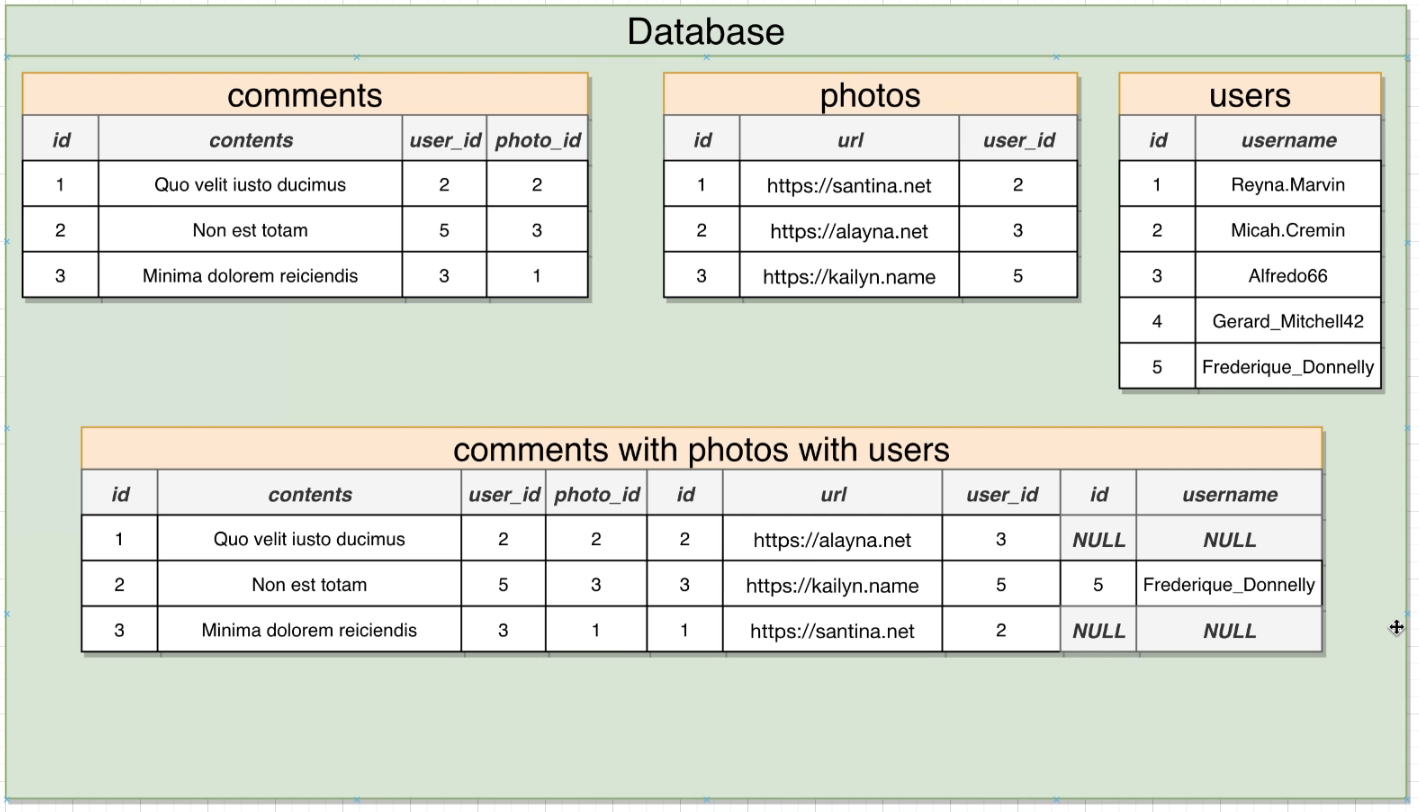 Database
comments
id contents user_id photo_id
1 Quo velit iusto ducimus 2 2
2 Non est totam 5 3
3 Minima dolorem reiciendis 3 1
photos
id url user_id
1 https://santina.net 2
2 https://alayna.net 3
3 https://kailyn.name 5
users
id username
1 Reyna.Marvin
2 Micah.Cremin
3 Alfredo66
4 Gerard_Mitchell42
5 Frederique_Donnelly
comments with photos with users
id contents user_id photo_id id url user_id id username
1 Quo velit iusto ducimus 2 2 2 https://alayna.net 3 NULL NULL
2 Non est totam 5 3 3 https://kailyn.name 5 5 Frederique_Donnelly
3 Minima dolorem reiciendis 3 1 1 https://santina.net 2 NULL NULL